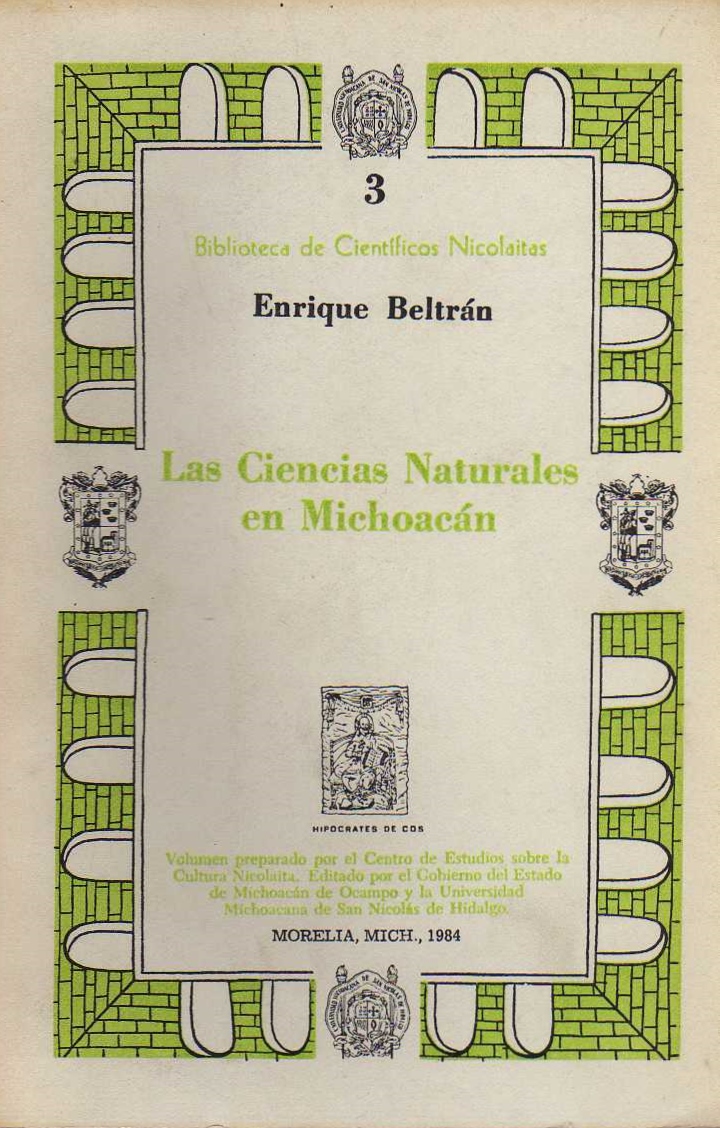 3
Biblioteca de Científicos Nicolaitas
Enrique Beltrán
Las Ciencias Naturales
en Michoacán
HIPOCRATES DE COS
Volumen preparado por el Centro de Estudios sobre la
Cultura Nicolaita. Editado por el Gobierno del Estado
de Michoacán de Ocampo y la Universidad
Michoacana de San Nicolás de Hidalgo.
MORELIA, MICH., 1984